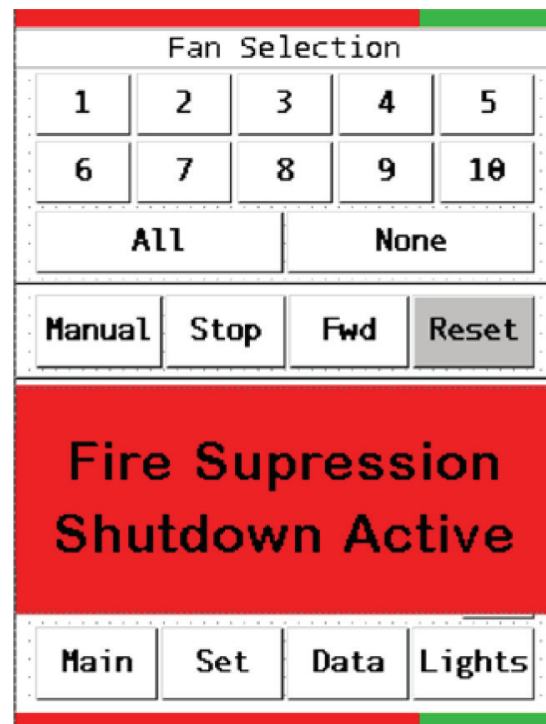 Fan Selection
1 2 3 4 5
6 7 8 9 10
All None
Manual Stop Fwd Reset
Fire Supression
Shutdown Active
Main Set Data Lights